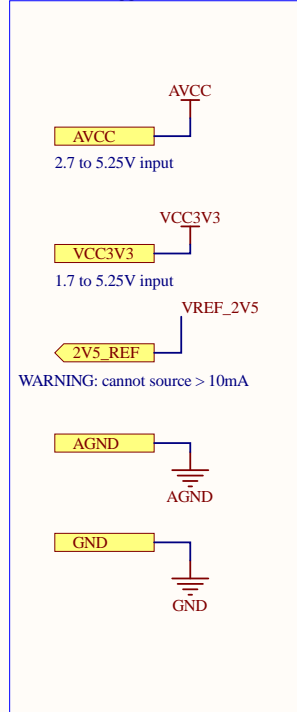 AVCC
AVCC
2.7 to 5.25V input
VCC3V3
VCC3V3
1.7 to 5.25V input
VREF_2V5
2V5_REF
WARNING: cannot source > 10mA
AGND
AGND
GND
GND